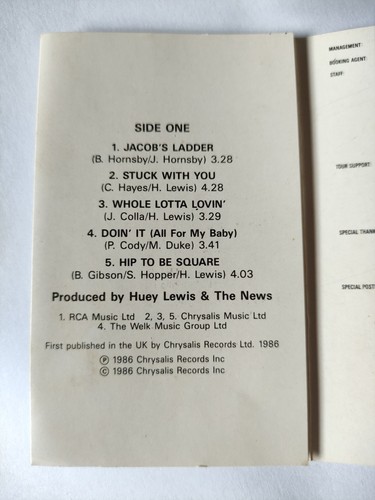 SIDE ONE
1. JACOB'S LADDER
(B. Hornsby/J. Hornsby) 3.28
2. STUCK WITH YOU
(C. Hayes/H. Lewis) 4.28
3. WHOLE LOTTA LOVIN'
(J. Colla/H. Lewis) 3.29
4. DOIN' IT (All For My Baby)
(P. Cody/M. Duke) 3.41
5. HIP TO BE SQUARE
(B. Gibson/S. Hopper/H. Lewis) 4.03
Produced by Huey Lewis & The News
1. RCA Music Ltd 2, 3, 5. Chrysalis Music Ltd
4. The Welk Music Group Ltd
First published in the UK by Chrysalis Records Ltd. 1986
Ⓟ 1986 Chrysalis Records Inc
© 1986 Chrysalis Records Inc
MANAGEMENT:
BOOKING AGENT:
STAFF:
TOUR SUPPORT:
SPECIAL THANK
SPECIAL POST